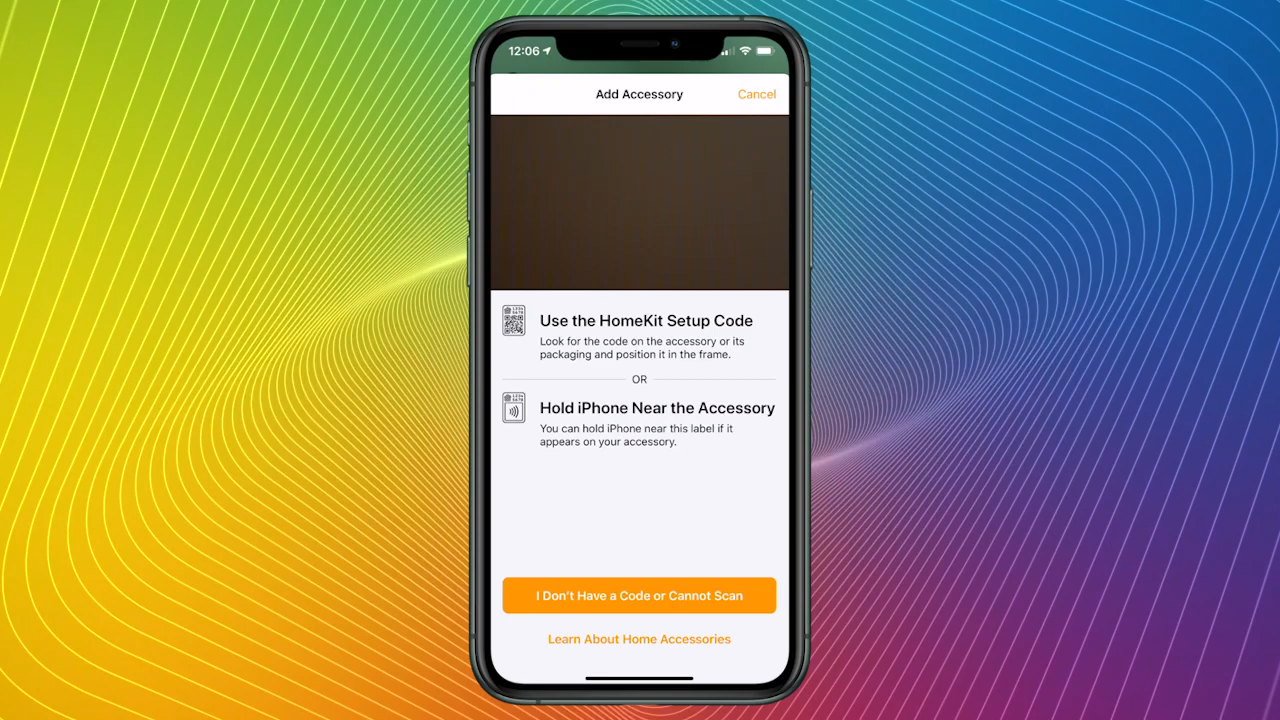 12:06
Add Accessory
Cancel
Use the HomeKit Setup Code
Look for the code on the accessory or its
packaging and position it in the frame.
OR
Hold iPhone Near the Accessory
You can hold iPhone near this label if it
appears on your accessory.
I Don't Have a Code or Cannot Scan
Learn About Home Accessories